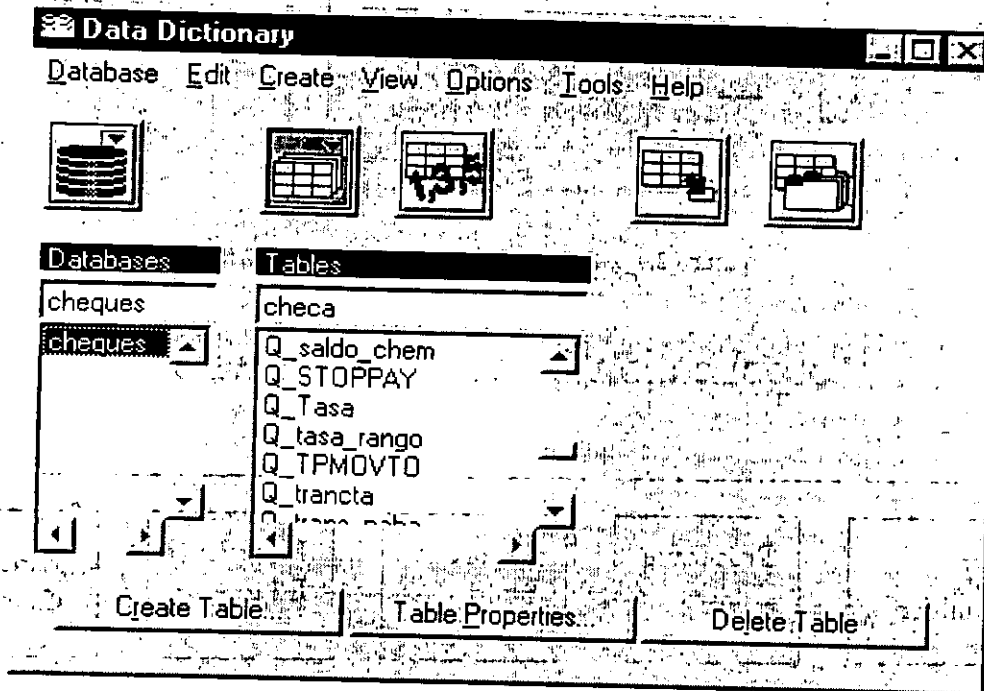 Data Dictionary
Database Edit Create View Options Tools Help
Databases
cheques
cheques
Tables
checa
Q_saldo_chem
Q_STOPPAY
Q_Tasa
Q_tasa_rango
Q_TPMOVTO
Q_trancta
Create Table... Table Properties... Delete Table